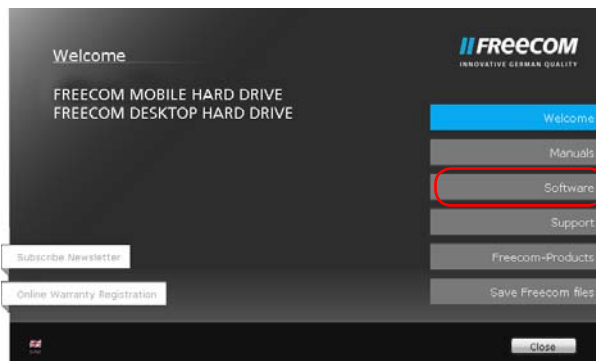 Welcome
FREECOM
INNOVATIVE GERMAN QUALITY
FREECOM MOBILE HARD DRIVE
FREECOM DESKTOP HARD DRIVE
Welcome
Manuals
Software
Support
Freecom-Products
Save Freecom files
Subscribe Newsletter
Online Warranty Registration
Close